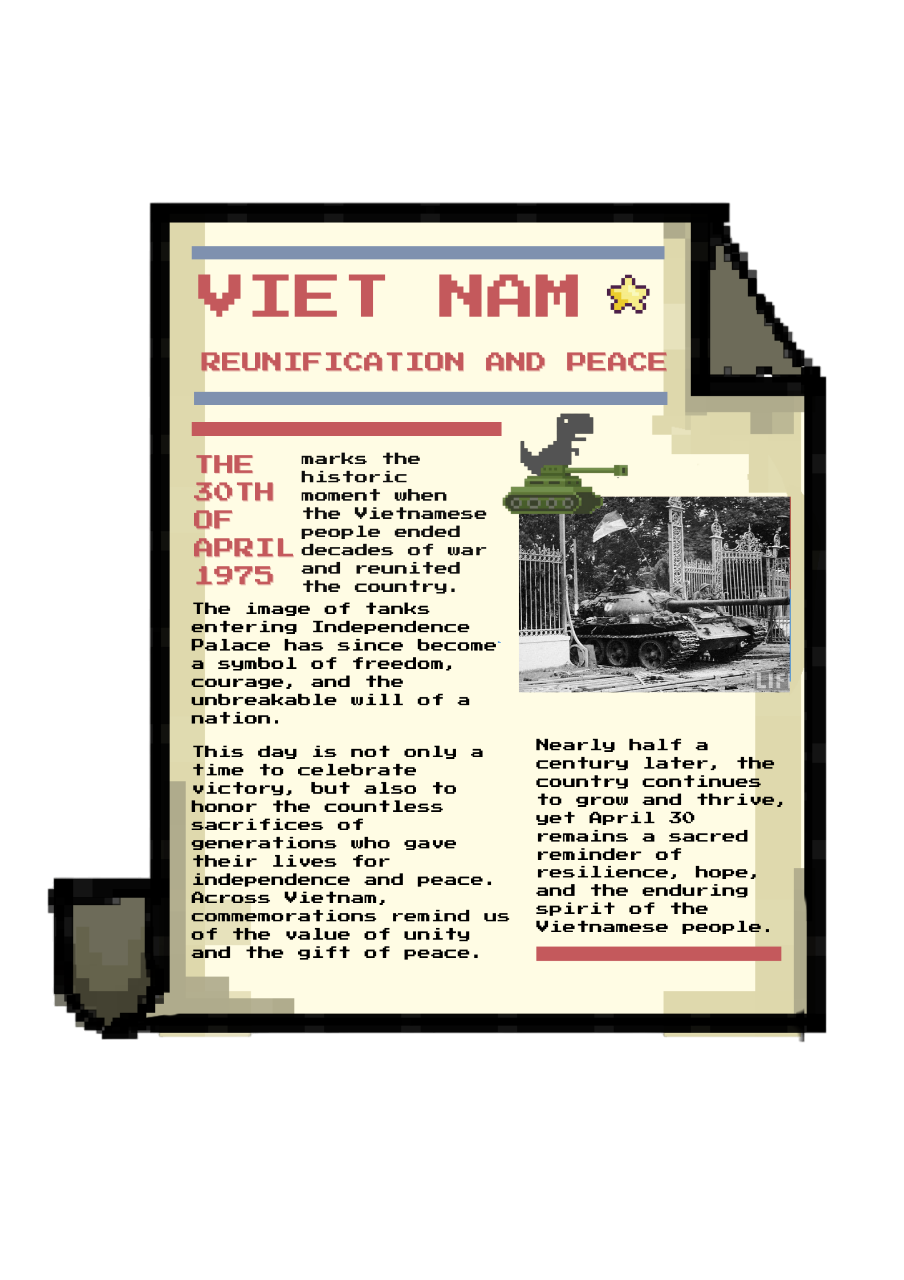 VIET NAM
REUNIFICATION AND PEACE
THE
30TH
OF
APRIL
1975
marks the
historic
moment when
the Vietnamese
people ended
decades of war
and reunited
the country.
The image of tanks
entering Independence
Palace has since become
a symbol of freedom,
courage, and the
unbreakable will of a
nation.
This day is not only a
time to celebrate
victory, but also to
honor the countless
sacrifices of
generations who gave
their lives for
independence and peace.
Across Vietnam,
commemorations remind us
of the value of unity
and the gift of peace.
LIF
Nearly half a
century later, the
country continues
to grow and thrive,
yet April 30
remains a sacred
reminder of
resilience, hope,
and the enduring
spirit of the
Vietnamese people.